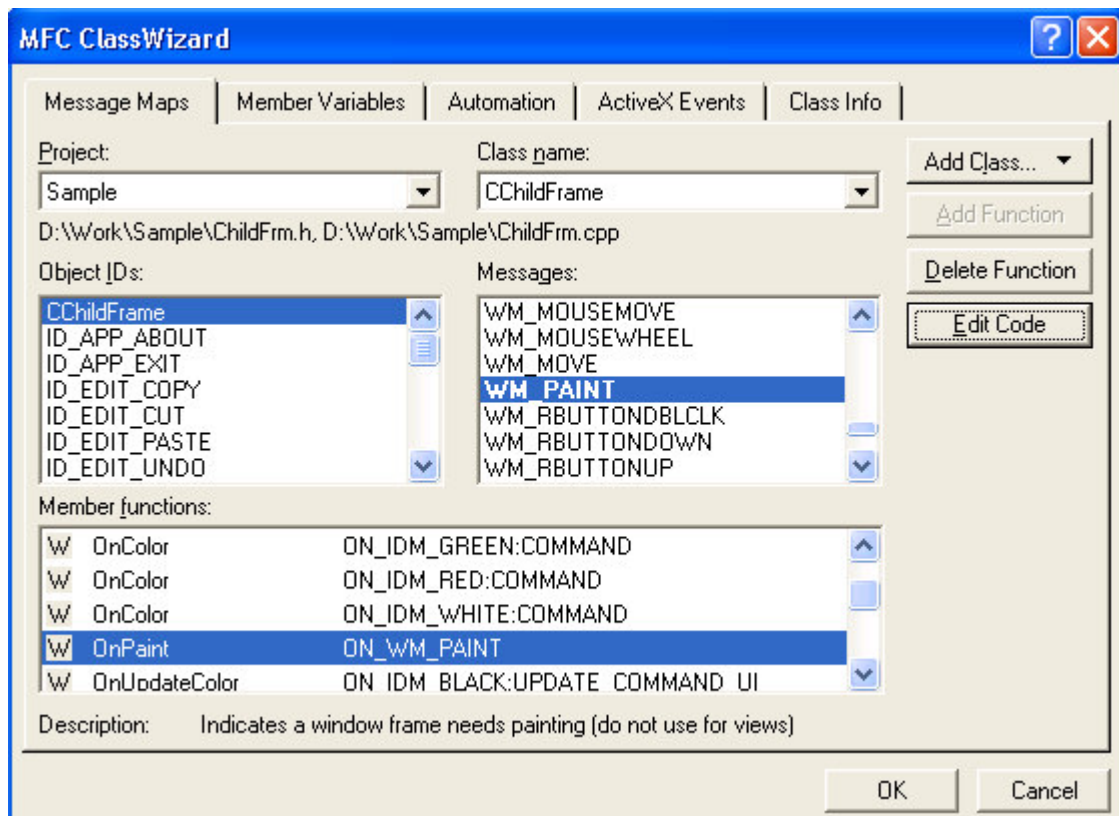 MFC ClassWizard
Message Maps Member Variables Automation ActiveX Events Class Info
Project: Class name:
Sample CChildFrame
D:\Work\Sample\ChildFrm.h, D:\Work\Sample\ChildFrm.cpp
Object IDs: Messages:
CChildFrame
ID_APP_ABOUT
ID_APP_EXIT
ID_EDIT_COPY
ID_EDIT_CUT
ID_EDIT_PASTE
ID_EDIT_UNDO
WM_MOUSEMOVE
WM_MOUSEWHEEL
WM_MOVE
WM_PAINT
WM_RBUTTONDBLCLK
WM_RBUTTONDOWN
WM_RBUTTONUP
Add Class...
Add Function
Delete Function
Edit Code
Member functions:
W OnColor ON_IDM_GREEN:COMMAND
W OnColor ON_IDM_RED:COMMAND
W OnColor ON_IDM_WHITE:COMMAND
W OnPaint ON_WM_PAINT
W OnUpdateColor ON_IDM_BLACK:UPDATE_COMMAND_UI
Description: Indicates a window frame needs painting (do not use for views)
OK Cancel